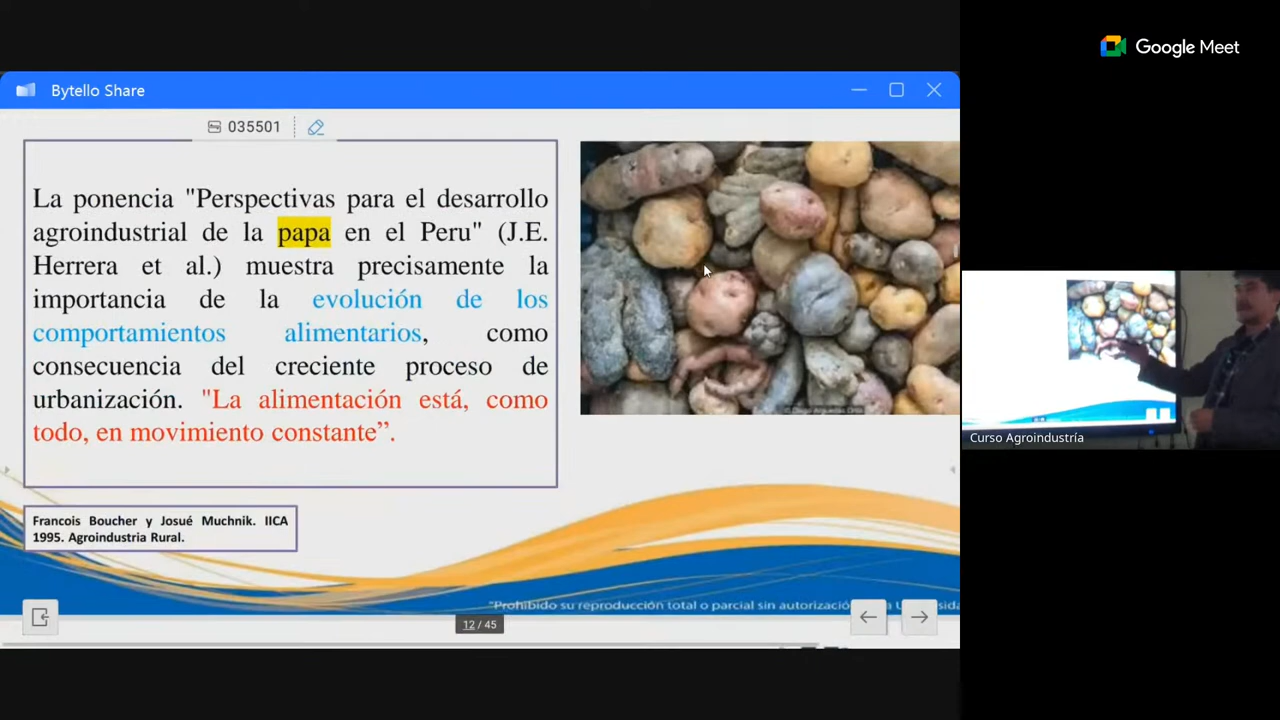 Google Meet
Bytello Share
035501
La ponencia "Perspectivas para el desarrollo
agroindustrial de la papa en el Peru" (J.E.
Herrera et al.) muestra precisamente la
importancia de la evolución de los
comportamientos alimentarios, como
consecuencia del creciente proceso de
urbanización. "La alimentación está, como
todo, en movimiento constante”.
Curso Agroindustría
Francois Boucher y Josué Muchnik. IICA
1995. Agroindustria Rural.
"Prohibido su reproducción total o parcial sin
12 / 45